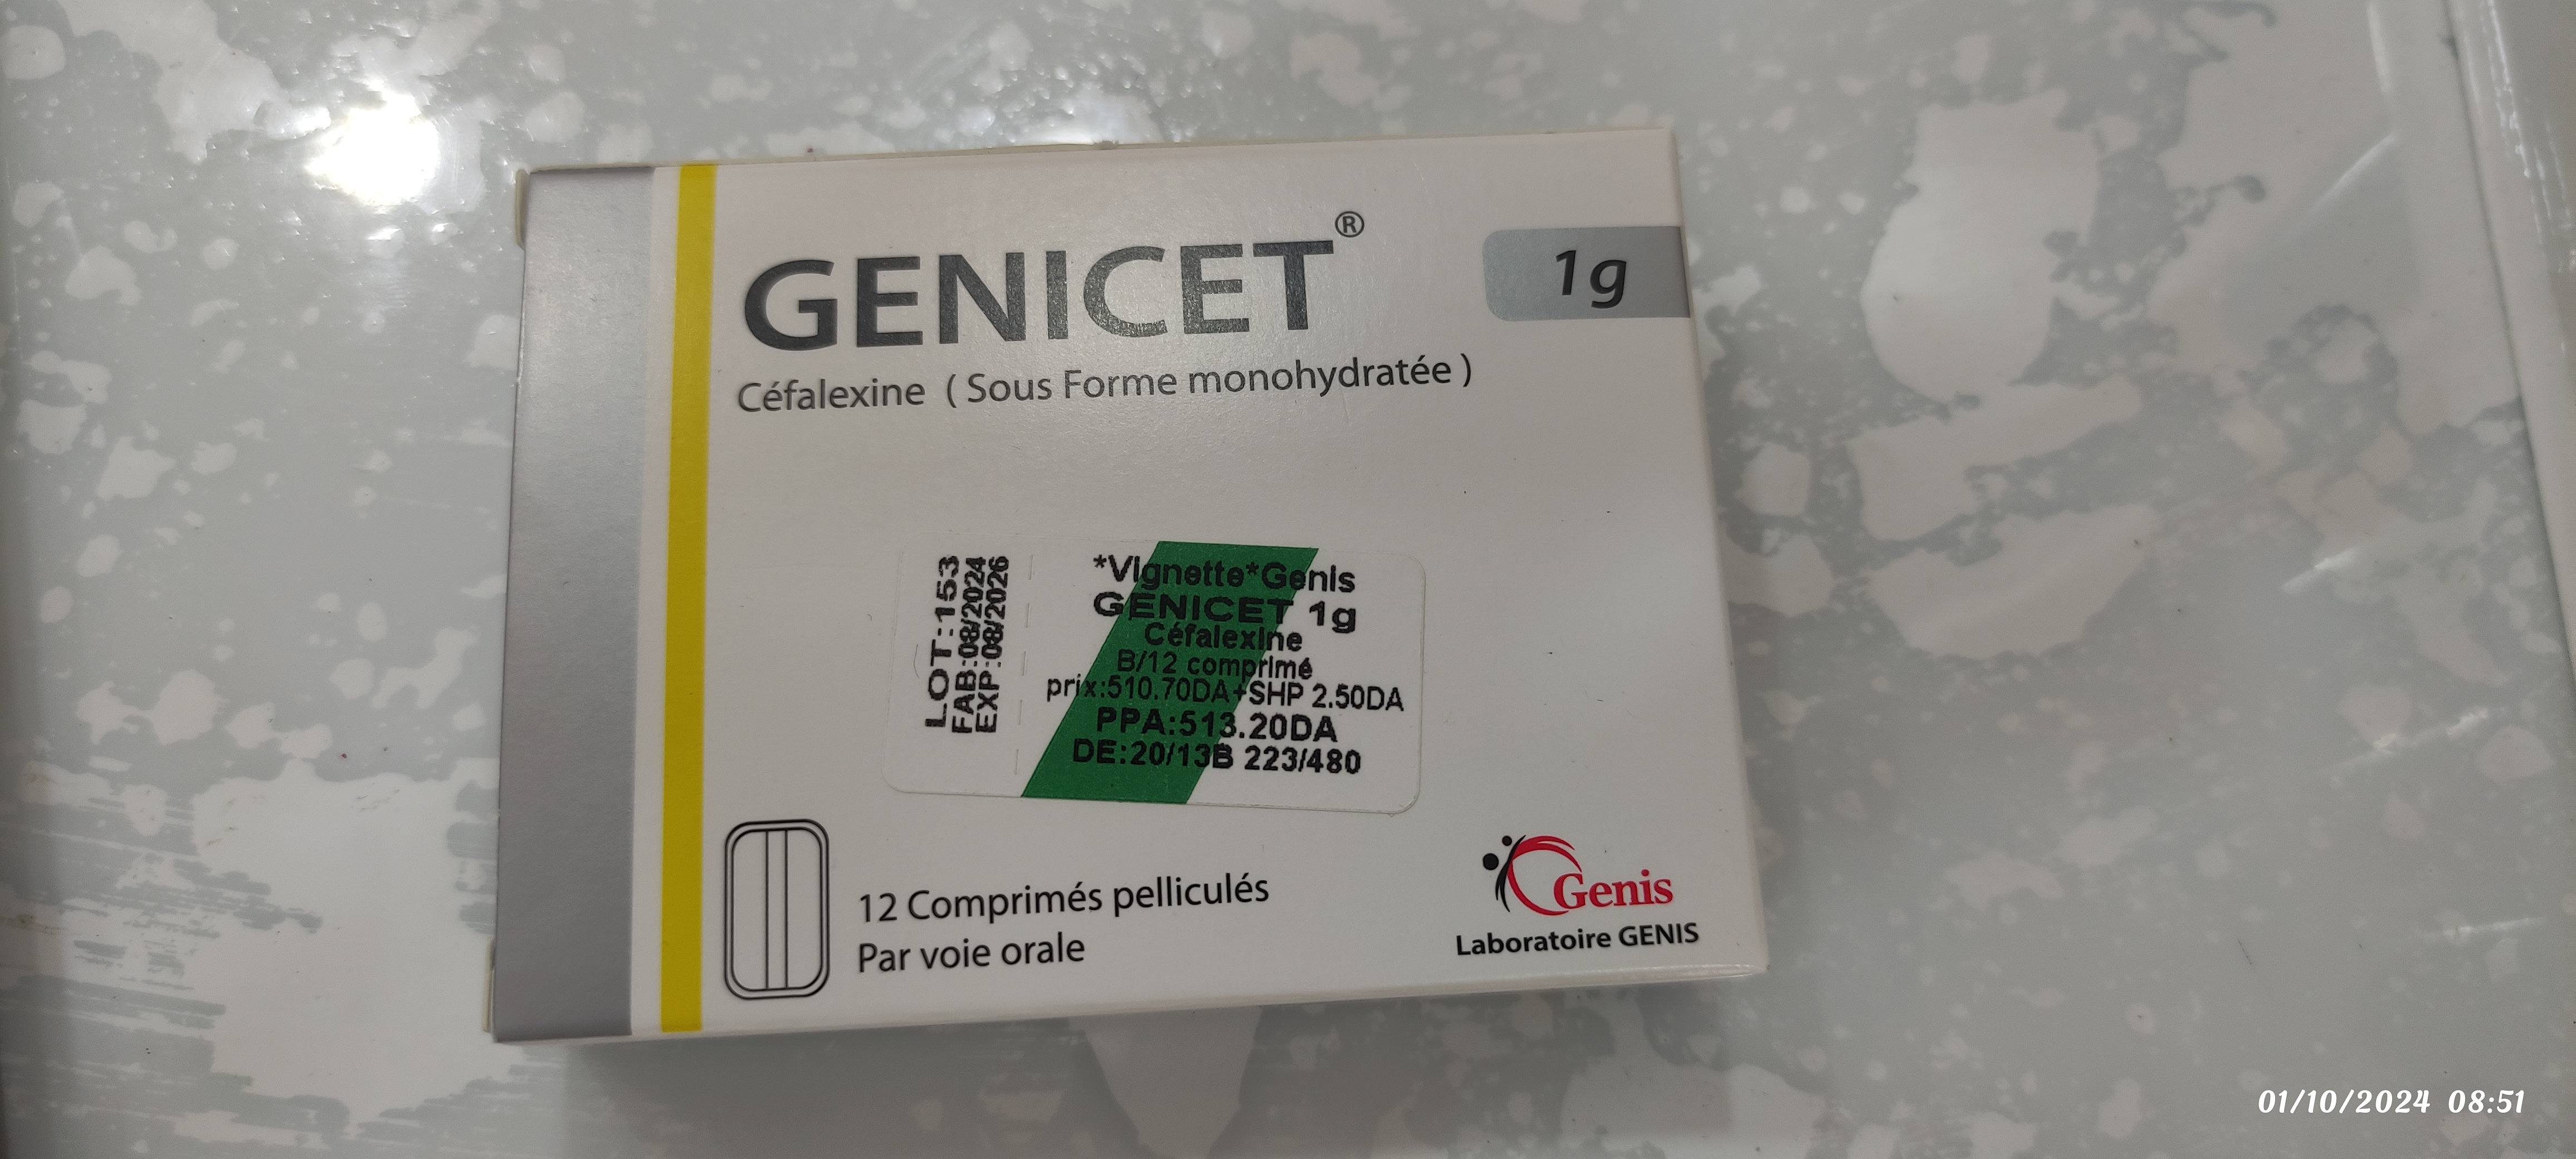 GENICET®
1g
Céfalexine ( Sous Forme monohydratée )
LOT:153
FAB:08/2024
EXP:08/2026
*Vignette*Genis
GENICET 1g
Céfalexine
B/12 comprimé
prix:510.70DA+SHP 2.50DA
PPA:513.20DA
DE:20/13B 223/480
12 Comprimés pelliculés
Par voie orale
Genis
Laboratoire GENIS
01/10/2024 08:51